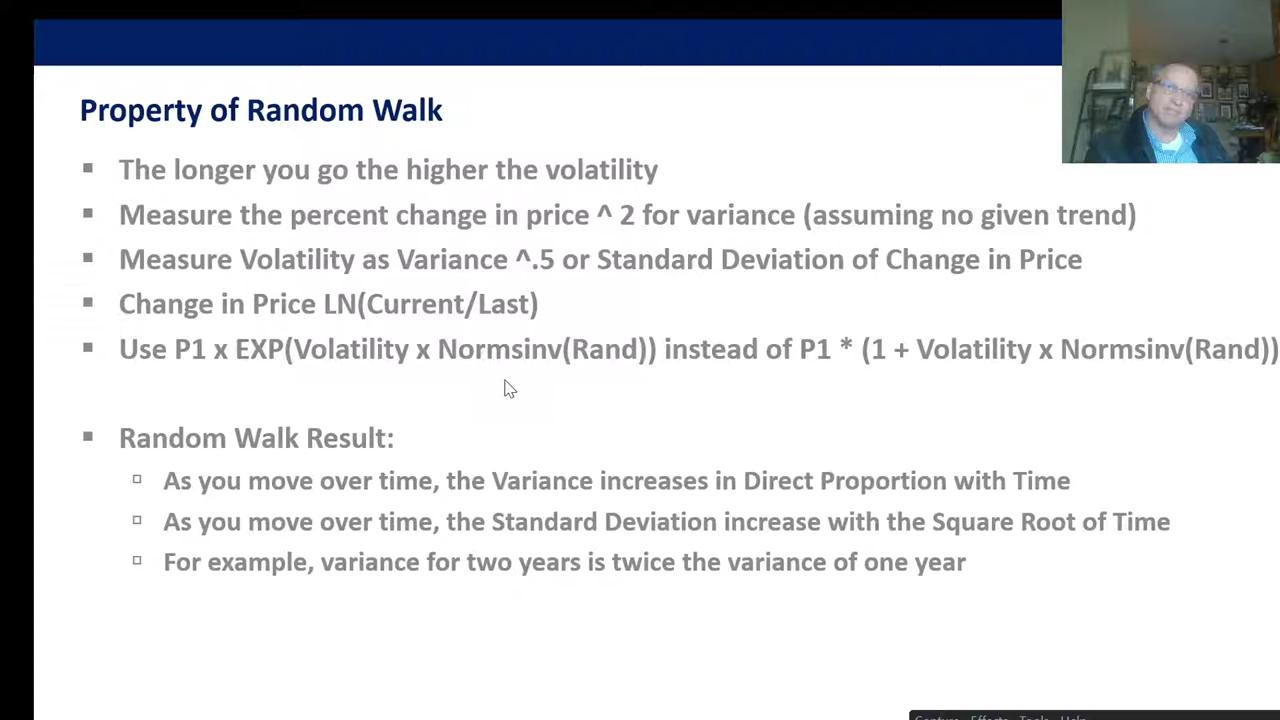 Property of Random Walk
The longer you go the higher the volatility
Measure the percent change in price ^ 2 for variance (assuming no given trend)
Measure Volatility as Variance ^.5 or Standard Deviation of Change in Price
Change in Price LN(Current/Last)
Use P1 x EXP(Volatility x Normsinv(Rand)) instead of P1 * (1 + Volatility x Normsinv(Rand))
Random Walk Result:
As you move over time, the Variance increases in Direct Proportion with Time
As you move over time, the Standard Deviation increase with the Square Root of Time
For example, variance for two years is twice the variance of one year